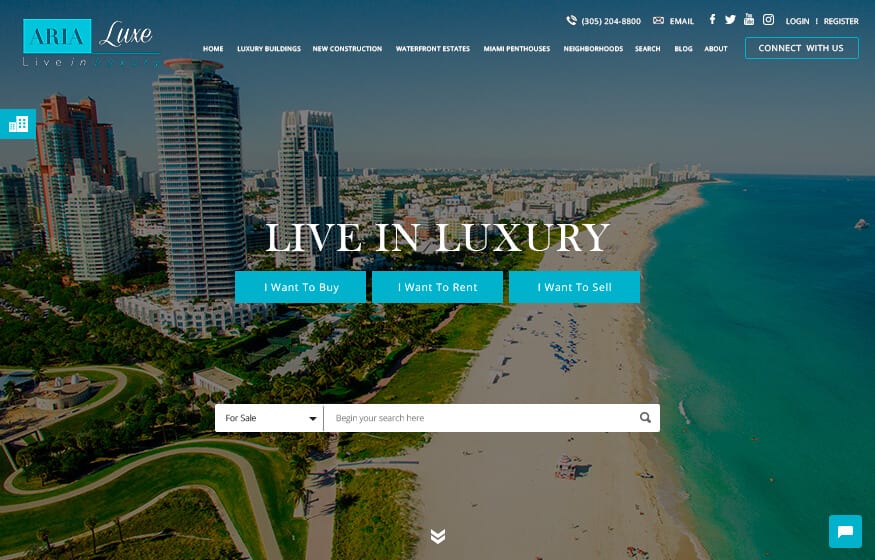 (305) 204-8800 EMAIL LOGIN | REGISTER
ARIA Luxe
Live in Luxury
HOME LUXURY BUILDINGS NEW CONSTRUCTION WATERFRONT ESTATES MIAMI PENTHOUSES NEIGHBORHOODS SEARCH BLOG ABOUT CONNECT WITH US
LIVE IN LUXURY
I Want To Buy I Want To Rent I Want To Sell
For Sale Begin your search here